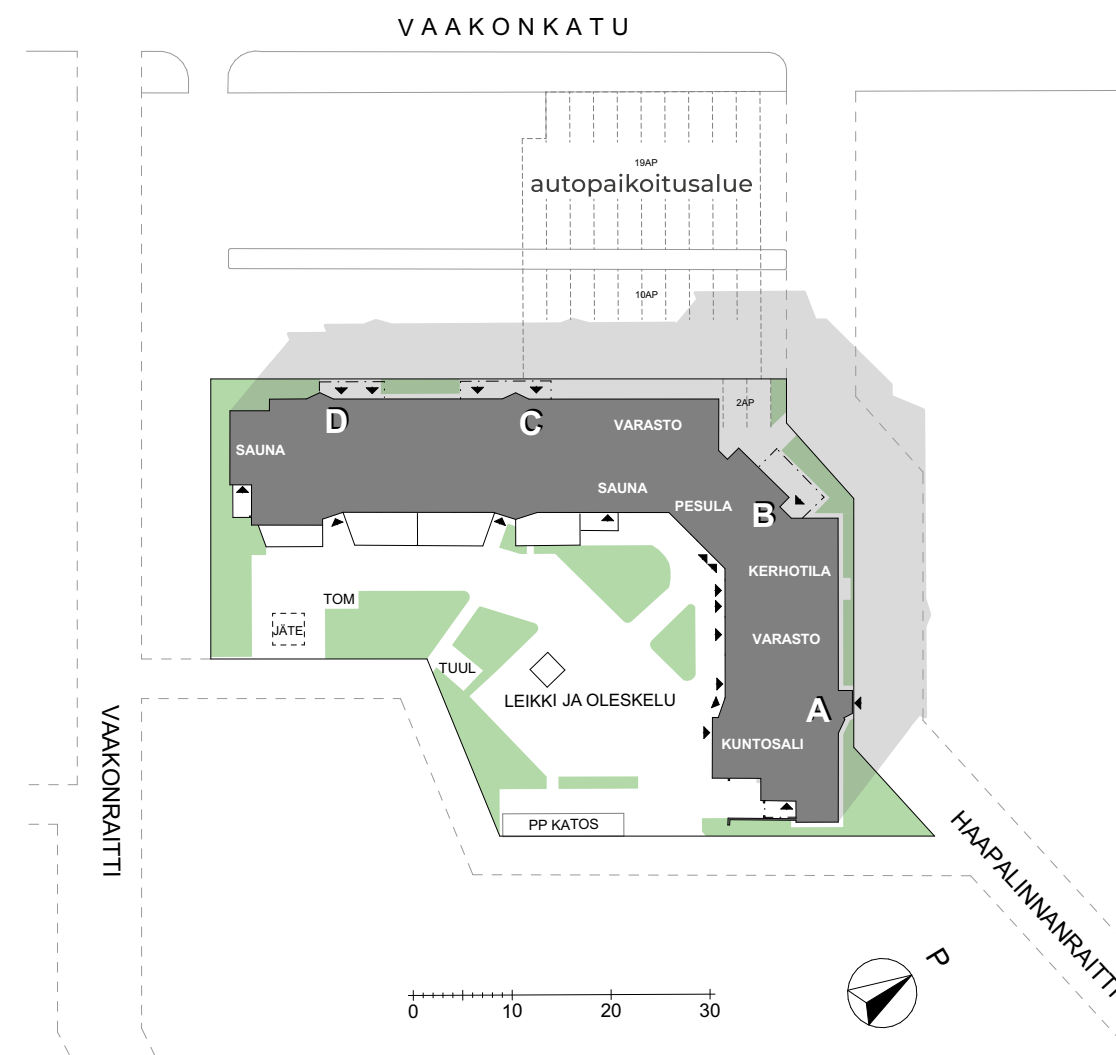 VAAKONKATU
19AP
autopaikoitusalue
10AP
2AP
D
C
VARASTO
SAUNA
SAUNA
PESULA
B
KERHOTILA
TOM
JÄTE
VARASTO
TUUL
LEIKKI JA OLESKELU
A
KUNTOSALI
VAAKONRAITTI
PP KATOS
HAAPALINNANRAITTI
P
0 10 20 30